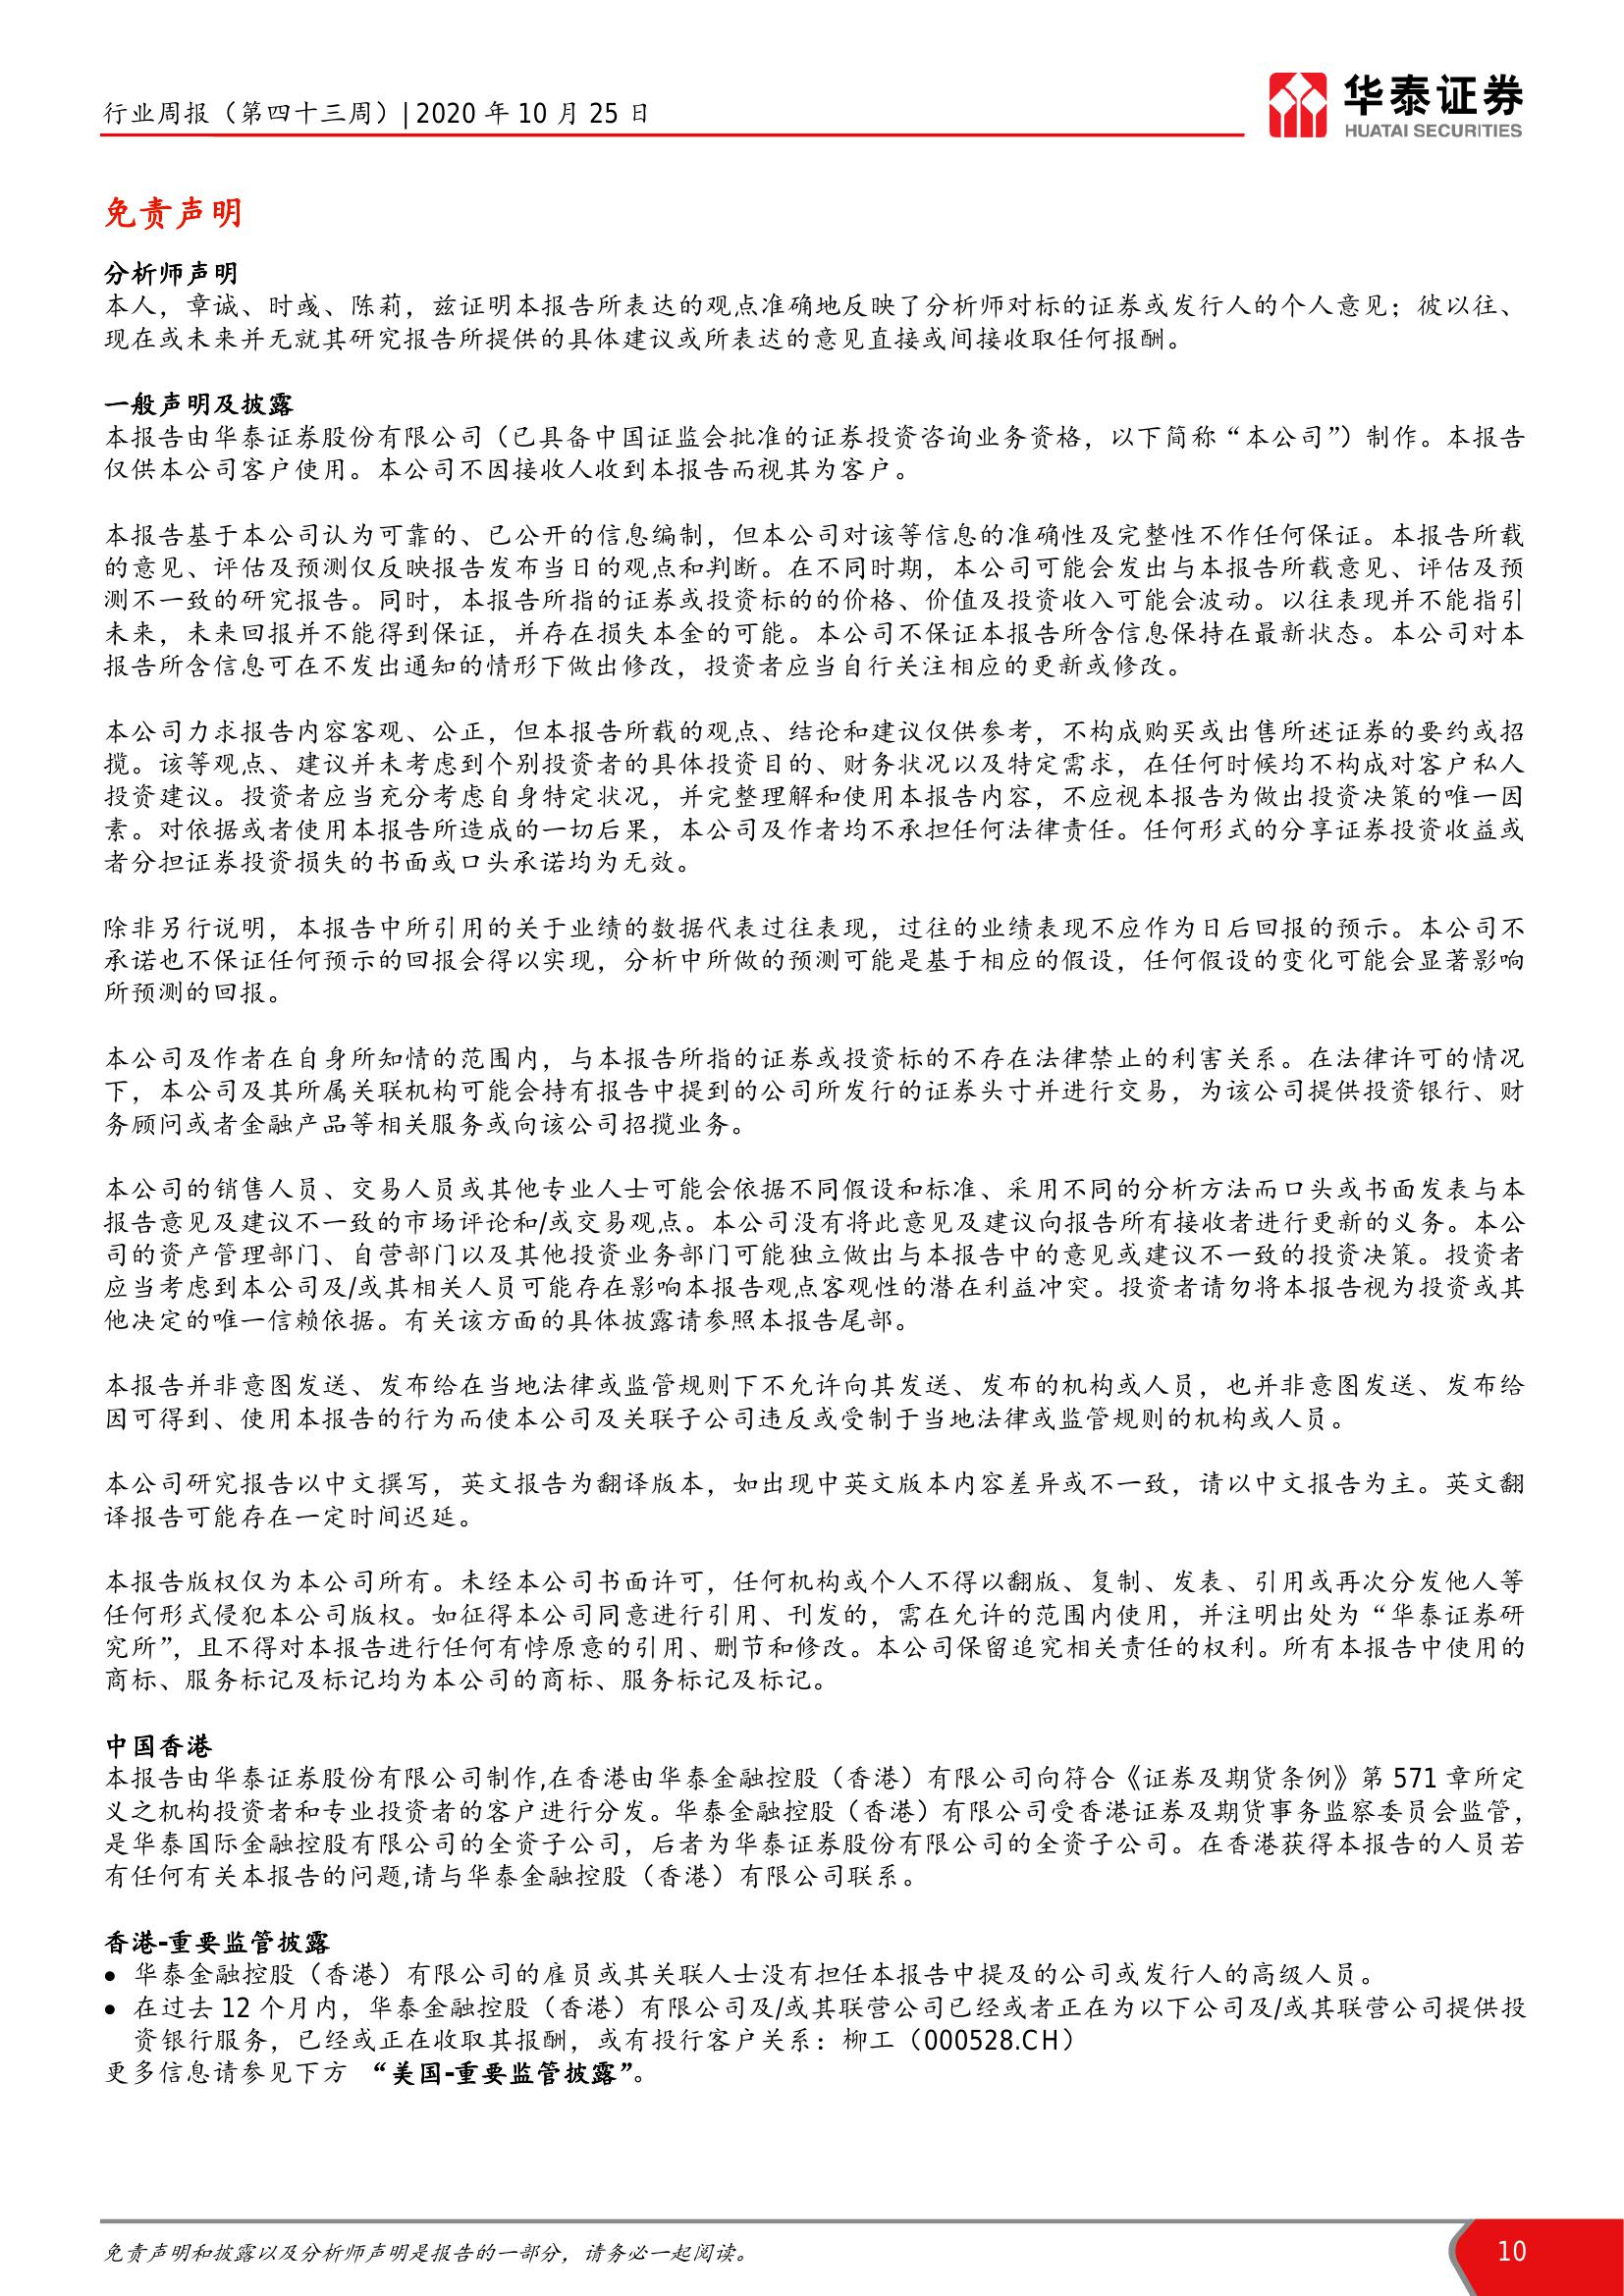 行业周报（第四十三周）| 2020 年 10 月 25 日
华泰证券
HUATAI SECURITIES
免责声明
分析师声明
本人，章诚、时彧、陈莉，兹证明本报告所表达的观点准确地反映了分析师对标的证券或发行人的个人意见；彼以往、
现在或未来并无就其研究报告所提供的具体建议或所表达的意见直接或间接收取任何报酬。
一般声明及披露
本报告由华泰证券股份有限公司（已具备中国证监会批准的证券投资咨询业务资格，以下简称“本公司”）制作。本报告
仅供本公司客户使用。本公司不因接收人收到本报告而视其为客户。
本报告基于本公司认为可靠的、已公开的信息编制，但本公司对该等信息的准确性及完整性不作任何保证。本报告所载
的意见、评估及预测仅反映报告发布当日的观点和判断。在不同时期，本公司可能会发出与本报告所载意见、评估及预
测不一致的研究报告。同时，本报告所指的证券或投资标的的价格、价值及投资收入可能会波动。以往表现并不能指引
未来，未来回报并不能得到保证，并存在损失本金的可能。本公司不保证本报告所含信息保持在最新状态。本公司对本
报告所含信息可在不发出通知的情形下做出修改，投资者应当自行关注相应的更新或修改。
本公司力求报告内容客观、公正，但本报告所载的观点、结论和建议仅供参考，不构成购买或出售所述证券的要约或招
揽。该等观点、建议并未考虑到个别投资者的具体投资目的、财务状况以及特定需求，在任何时候均不构成对客户私人
投资建议。投资者应当充分考虑自身特定状况，并完整理解和使用本报告内容，不应视本报告为做出投资决策的唯一因
素。对依据或者使用本报告所造成的一切后果，本公司及作者均不承担任何法律责任。任何形式的分享证券投资收益或
者分担证券投资损失的书面或口头承诺均为无效。
除非另行说明，本报告中所引用的关于业绩的数据代表过往表现，过往的业绩表现不应作为日后回报的预示。本公司不
承诺也不保证任何预示的回报会得以实现，分析中所做的预测可能是基于相应的假设，任何假设的变化可能会显著影响
所预测的回报。
本公司及作者在自身所知情的范围内，与本报告所指的证券或投资标的不存在法律禁止的利害关系。在法律许可的情况
下，本公司及其所属关联机构可能会持有报告中提到的公司所发行的证券头寸并进行交易，为该公司提供投资银行、财
务顾问或者金融产品等相关服务或向该公司招揽业务。
本公司的销售人员、交易人员或其他专业人士可能会依据不同假设和标准、采用不同的分析方法而口头或书面发表与本
报告意见及建议不一致的市场评论和/或交易观点。本公司没有将此意见及建议向报告所有接收者进行更新的义务。本公
司的资产管理部门、自营部门以及其他投资业务部门可能独立做出与本报告中的意见或建议不一致的投资决策。投资者
应当考虑到本公司及/或其相关人员可能存在影响本报告观点客观性的潜在利益冲突。投资者请勿将本报告视为投资或其
他决定的唯一信赖依据。有关该方面的具体披露请参照本报告尾部。
本报告并非意图发送、发布给在当地法律或监管规则下不允许向其发送、发布的机构或人员，也并非意图发送、发布给
因可得到、使用本报告的行为而使本公司及关联子公司违反或受制于当地法律或监管规则的机构或人员。
本公司研究报告以中文撰写，英文报告为翻译版本，如出现中英文版本内容差异或不一致，请以中文报告为主。英文翻
译报告可能存在一定时间迟延。
本报告版权仅为本公司所有。未经本公司书面许可，任何机构或个人不得以翻版、复制、发表、引用或再次分发他人等
任何形式侵犯本公司版权。如征得本公司同意进行引用、刊发的，需在允许的范围内使用，并注明出处为“华泰证券研
究所”，且不得对本报告进行任何有悖原意的引用、删节和修改。本公司保留追究相关责任的权利。所有本报告中使用的
商标、服务标记及标记均为本公司的商标、服务标记及标记。
中国香港
本报告由华泰证券股份有限公司制作,在香港由华泰金融控股（香港）有限公司向符合《证券及期货条例》第 571 章所定
义之机构投资者和专业投资者的客户进行分发。华泰金融控股（香港）有限公司受香港证券及期货事务监察委员会监管，
是华泰国际金融控股有限公司的全资子公司，后者为华泰证券股份有限公司的全资子公司。在香港获得本报告的人员若
有任何有关本报告的问题,请与华泰金融控股（香港）有限公司联系。
香港-重要监管披露
• 华泰金融控股（香港）有限公司的雇员或其关联人士没有担任本报告中提及的公司或发行人的高级人员。
• 在过去 12 个月内，华泰金融控股（香港）有限公司及/或其联营公司已经或者正在为以下公司及/或其联营公司提供投
资银行服务，已经或正在收取其报酬，或有投行客户关系：柳工（000528.CH）
更多信息请参见下方 “美国-重要监管披露”。
免责声明和披露以及分析师声明是报告的一部分，请务必一起阅读。
10